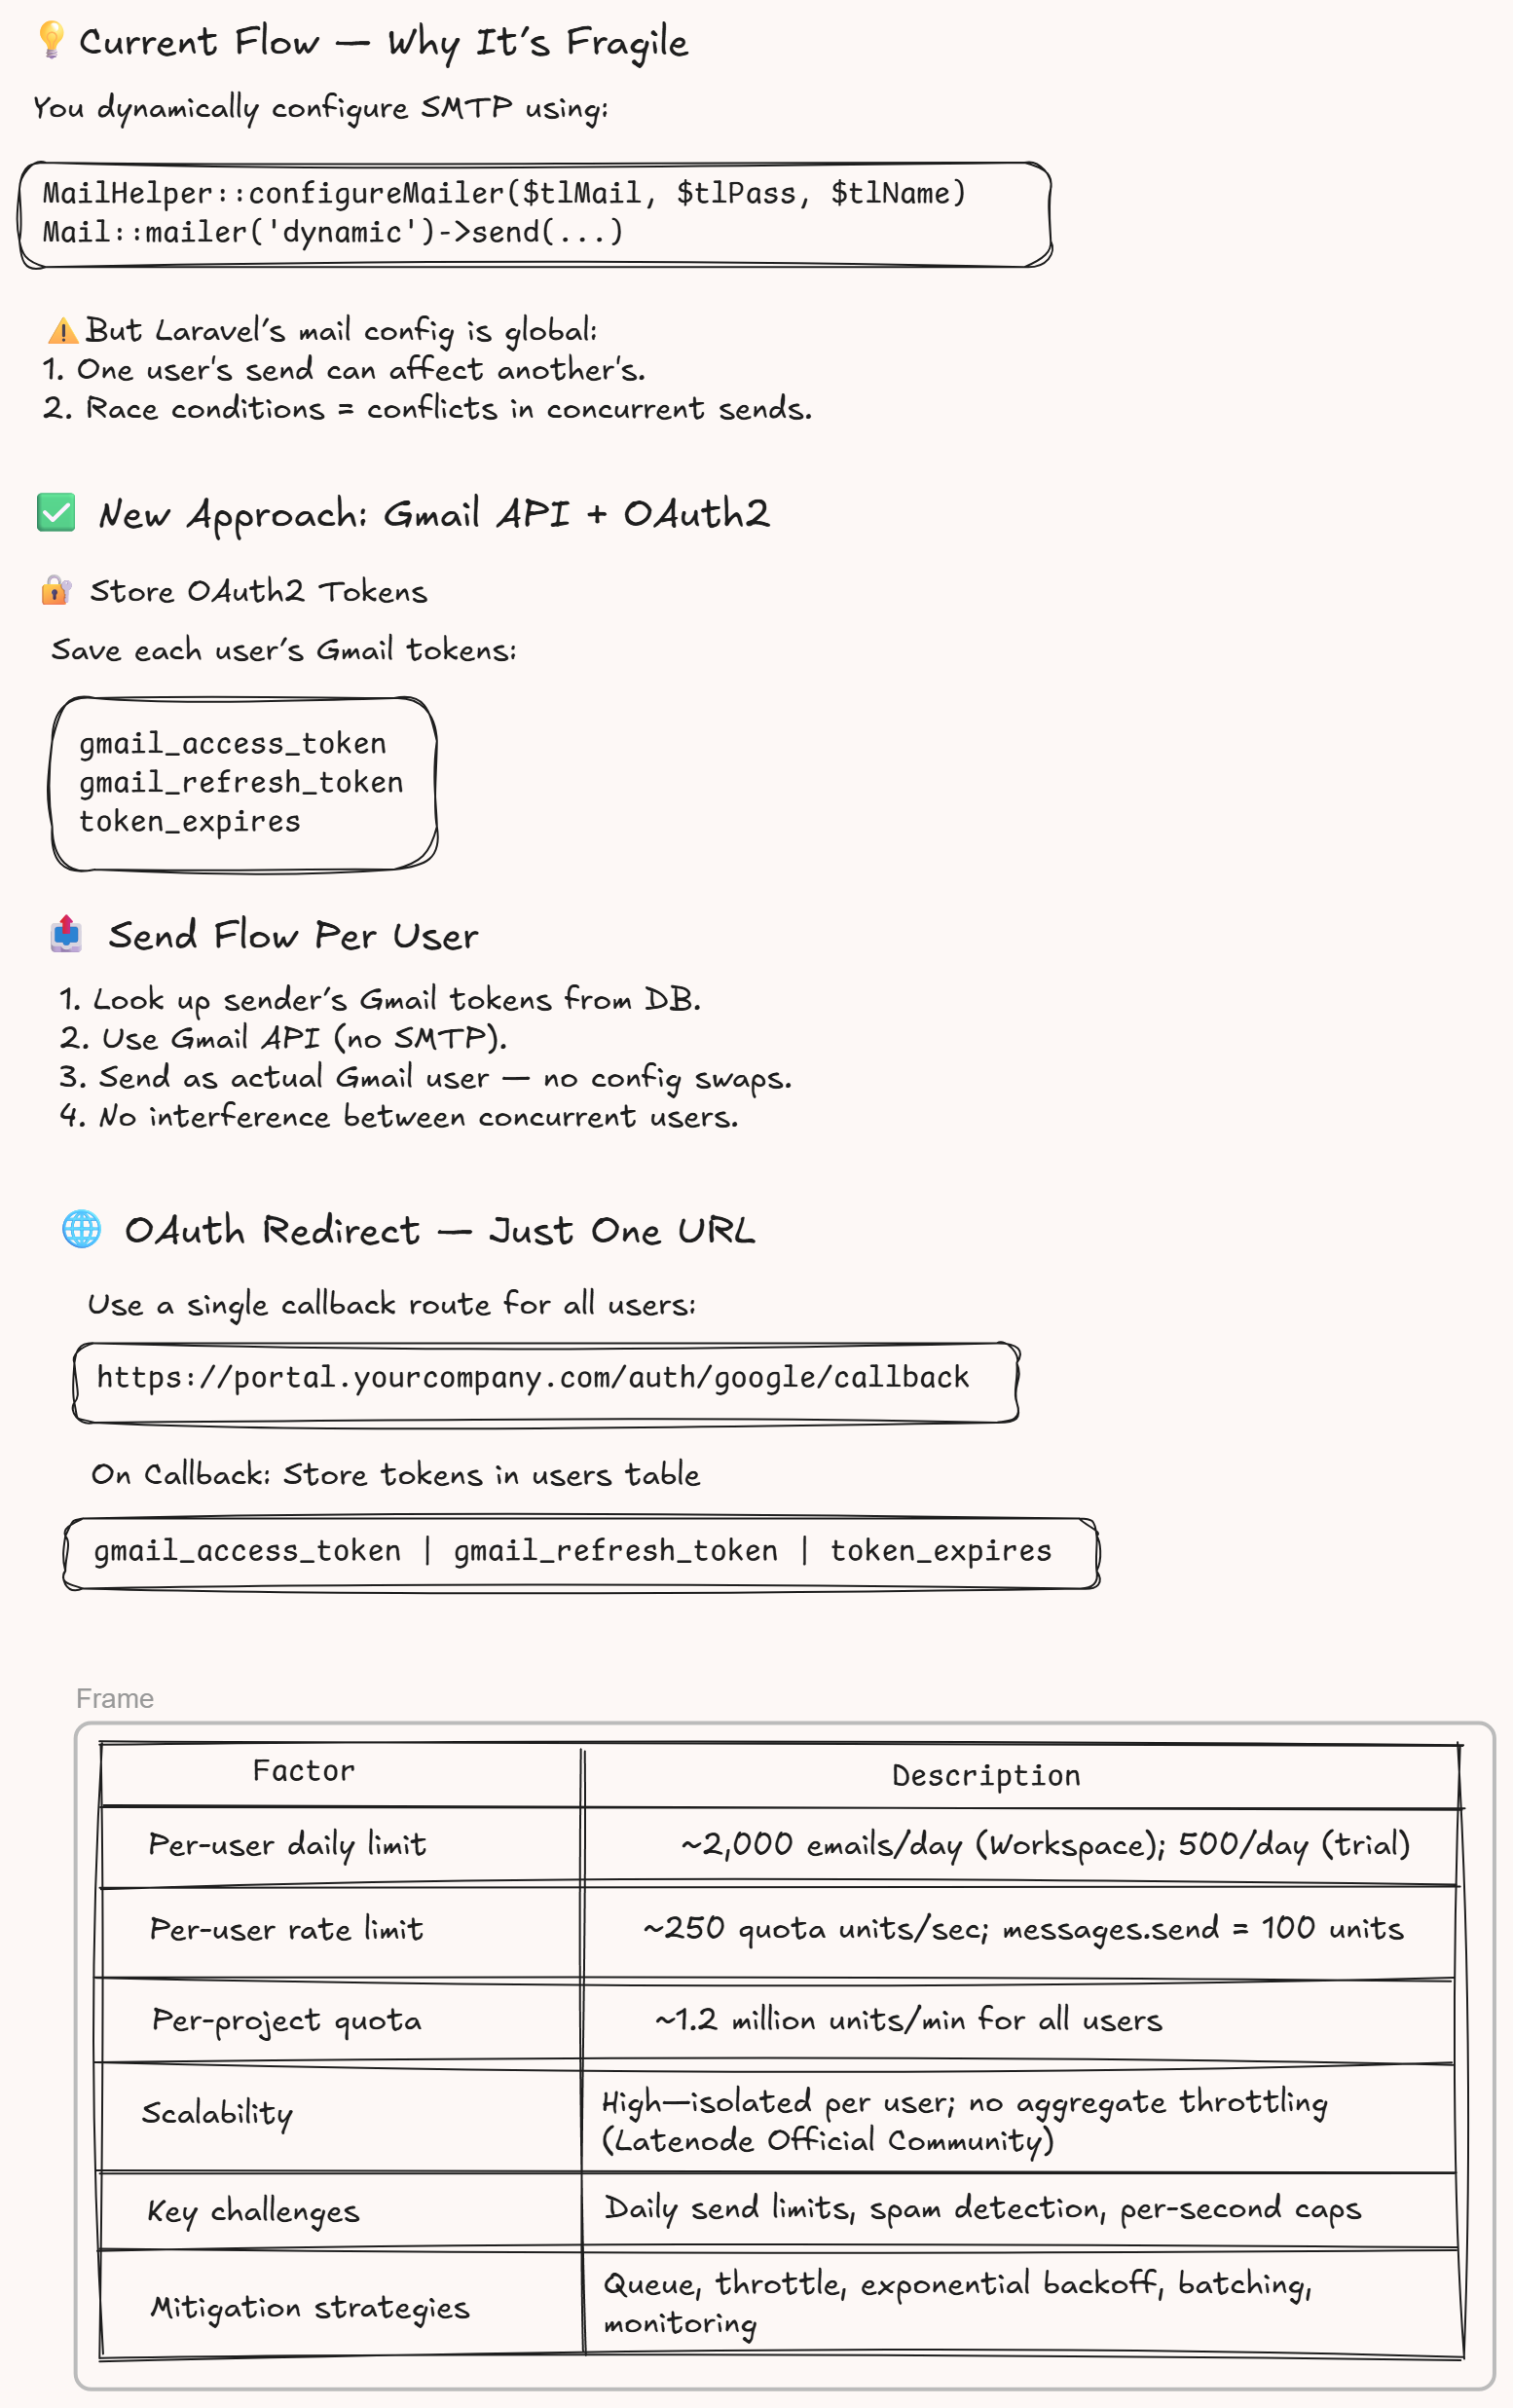 💡 Current Flow — Why It's Fragile
You dynamically configure SMTP using:
MailHelper::configureMailer($tlMail, $tlPass, $tlName)
Mail::mailer('dynamic')->send(...)
⚠️ But Laravel's mail config is global:
1. One user's send can affect another's.
2. Race conditions = conflicts in concurrent sends.
✅ New Approach: Gmail API + OAuth2
🔐 Store OAuth2 Tokens
Save each user's Gmail tokens:
gmail_access_token
gmail_refresh_token
token_expires
📤 Send Flow Per User
1. Look up sender's Gmail tokens from DB.
2. Use Gmail API (no SMTP).
3. Send as actual Gmail user — no config swaps.
4. No interference between concurrent users.
🌐 OAuth Redirect — Just One URL
Use a single callback route for all users:
https://portal.yourcompany.com/auth/google/callback
On Callback: Store tokens in users table
gmail_access_token | gmail_refresh_token | token_expires
Frame
Factor Description
Per-user daily limit ~2,000 emails/day (Workspace); 500/day (trial)
Per-user rate limit ~250 quota units/sec; messages.send = 100 units
Per-project quota ~1.2 million units/min for all users
Scalability High—isolated per user; no aggregate throttling
(Latenode Official Community)
Key challenges Daily send limits, spam detection, per-second caps
Mitigation strategies Queue, throttle, exponential backoff, batching,
monitoring